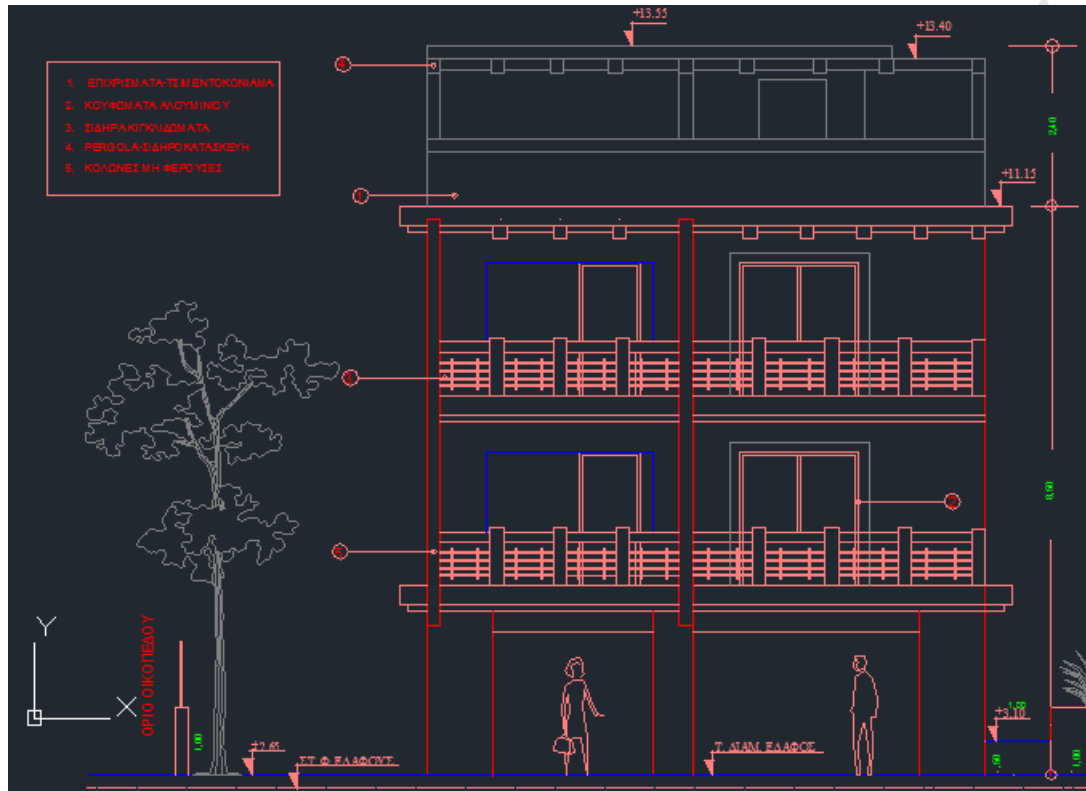 +13.55
+13.40
1. ΕΠΙΧΡΙΣΜΑΤΑ-ΤΣΙΜΕΝΤΟΚΟΝΙΑΜΑ
2. ΚΟΥΦΩΜΑΤΑ ΑΛΟΥΜΙΝΙΟΥ
3. ΣΙΔΗΡΑ ΚΙΓΚΛΙΔΩΜΑΤΑ
4. PERGOLA-ΣΙΔΗΡΟΚΑΤΑΣΚΕΥΗ
5. ΚΟΛΩΝΕΣ ΜΗ ΦΕΡΟΥΣΕΣ
4
2,40
1
+11.15
3
2
5
Y
X
ΟΡΙΟ ΟΙΚΟΠΕΔΟΥ
1,00
+2.65
ΣΤ. Φ. ΕΔΑΦΟΥΣ
Τ. ΔΙΑΜ. ΕΔΑΦΟΣ
1,00
+3.10
,50
1,00